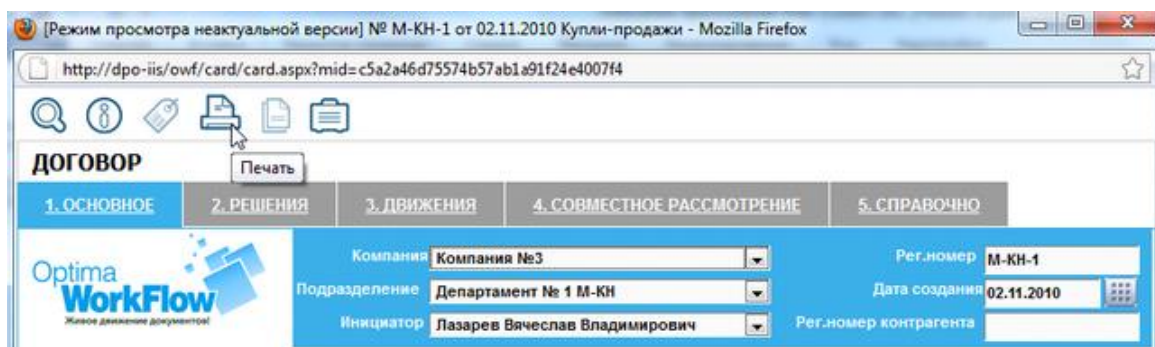 [Режим просмотра неактуальной версии] № М-КН-1 от 02.11.2010 Купли-продажи - Mozilla Firefox
http://dpo-iis/owf/card/card.aspx?mid=c5a2a46d75574b57ab1a91f24e4007f4
ДОГОВОР
Печать
1. ОСНОВНОЕ 2. РЕШЕНИЯ 3. ДВИЖЕНИЯ 4. СОВМЕСТНОЕ РАССМОТРЕНИЕ 5. СПРАВОЧНО
Optima
WorkFlow
Живое движение документов!
Компания Компания №3 Рег.номер М-КН-1
Подразделение Департамент № 1 М-КН Дата создания 02.11.2010
Инициатор Лазарев Вячеслав Владимирович Рег.номер контрагента